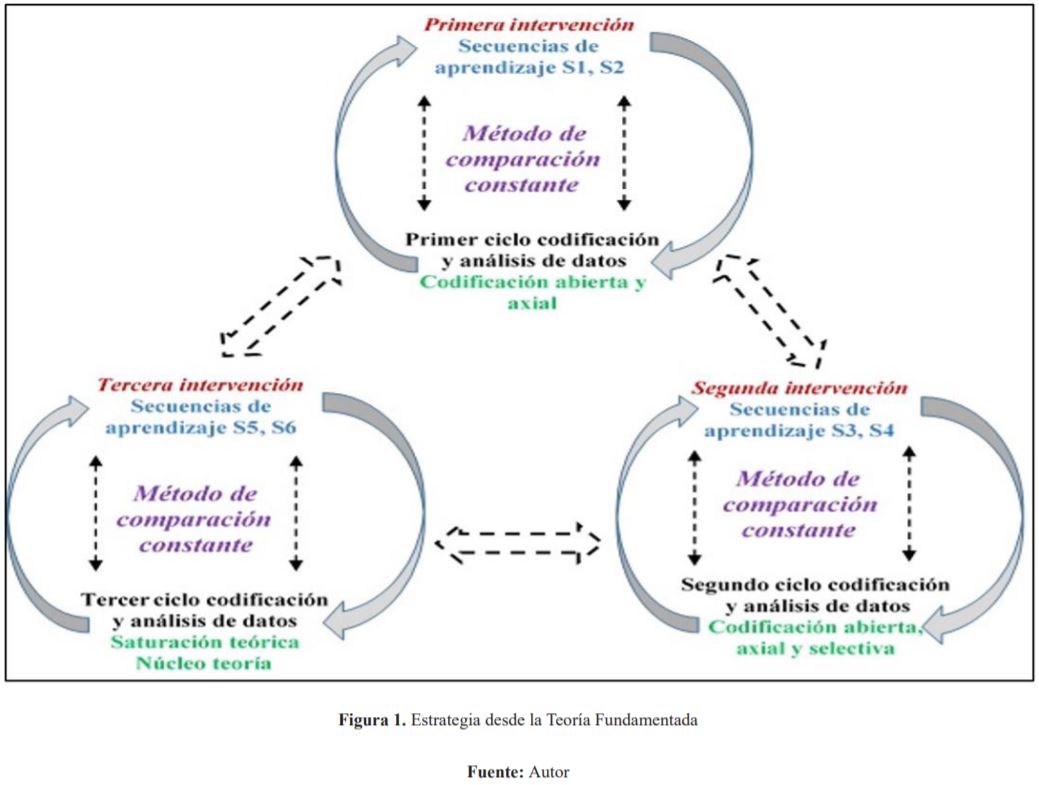 Primera intervención
Secuencias de
aprendizaje S1, S2
Método de
comparación
constante
Primer ciclo codificación
y análisis de datos
Codificación abierta y
axial
Tercera intervención
Secuencias de
aprendizaje S5, S6
Método de
comparación
constante
Tercer ciclo codificación
y análisis de datos
Saturación teórica
Núcleo teoría
Segunda intervención
Secuencias de
aprendizaje S3, S4
Método de
comparación
constante
Segundo ciclo codificación
y análisis de datos
Codificación abierta,
axial y selectiva
Figura 1. Estrategia desde la Teoría Fundamentada
Fuente: Autor